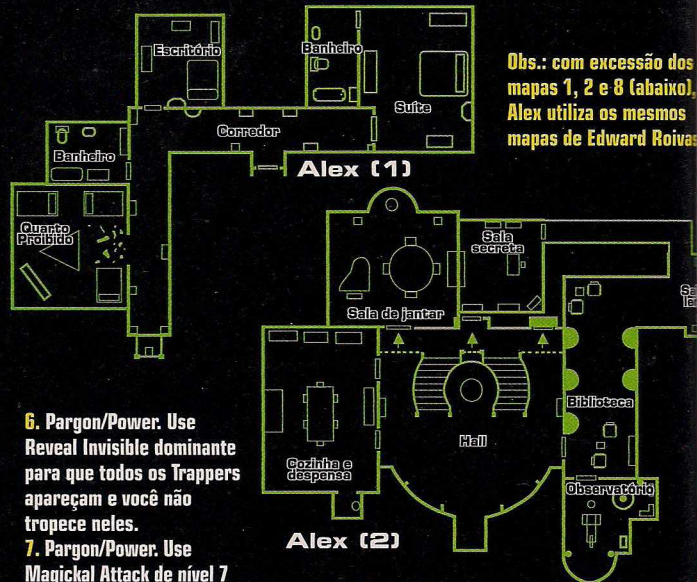 Escritório
Banheiro
Suíte
Corredor
Banheiro
Quarto
Proibido
Alex (1)
Obs.: com excessão dos
mapas 1, 2 e 8 (abaixo),
Alex utiliza os mesmos
mapas de Edward
Sala
secreta
Sala de jantar
Biblioteca
Hall
Cozinha e
despensa
Observatório
Alex (2)
6. Pargon/Power. Use
Reveal Invisible dominante
para que todos os Trappers
apareçam e você não
tropece neles.
7. Pargon/Power. Use
Magickal Attack de nível 7